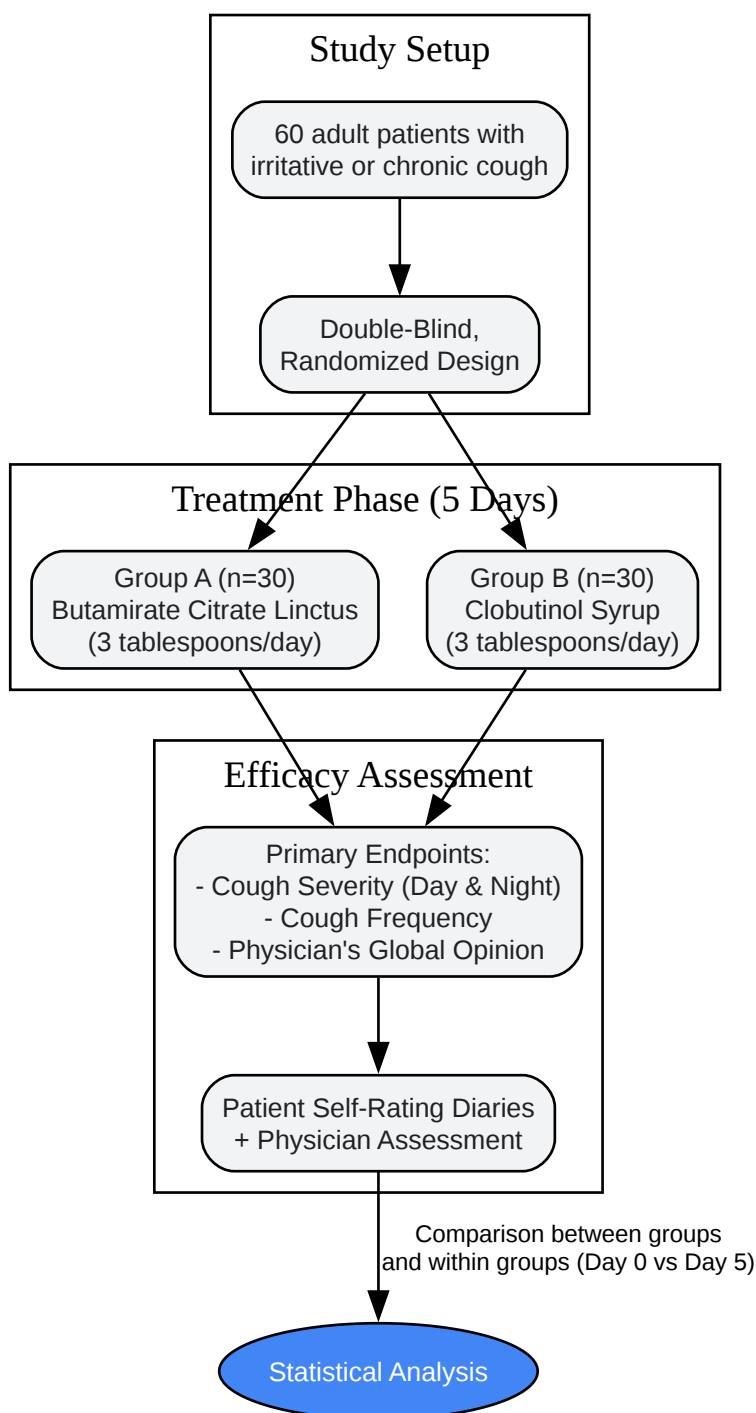 Study Setup
60 adult patients with
irritative or chronic cough
Double-Blind,
Randomized Design
Treatment Phase (5 Days)
Group A (n=30)
Butamirate Citrate Linctus
(3 tablespoons/day)
Group B (n=30)
Clobutinol Syrup
(3 tablespoons/day)
Efficacy Assessment
Primary Endpoints:
- Cough Severity (Day & Night)
- Cough Frequency
- Physician's Global Opinion
Patient Self-Rating Diaries
+ Physician Assessment
Comparison between groups
and within groups (Day 0 vs Day 5)
Statistical Analysis